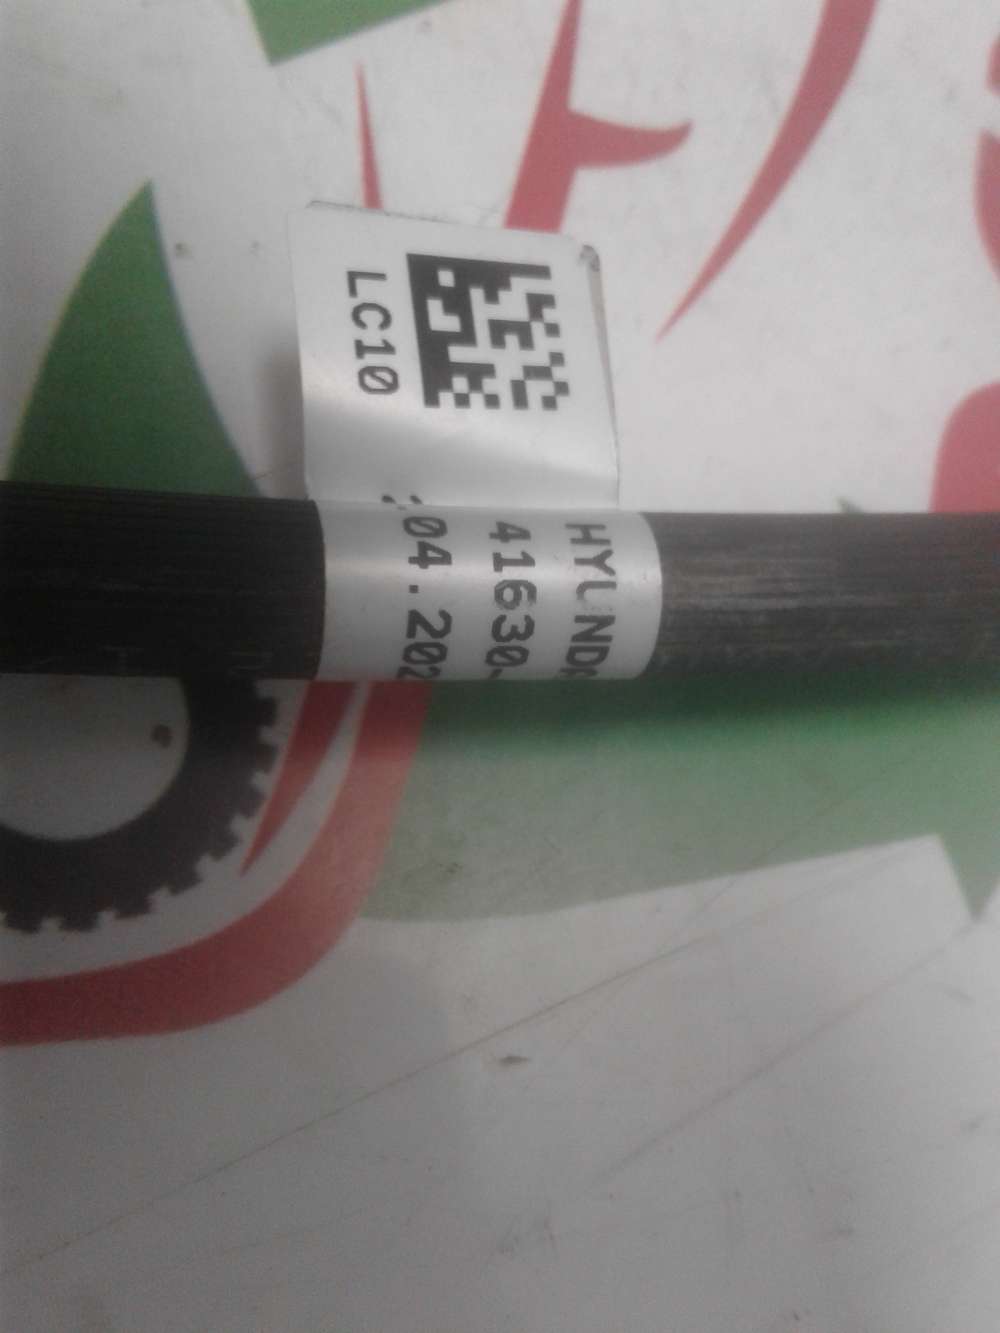 HYUNDA
41630-
.04.202
LC10